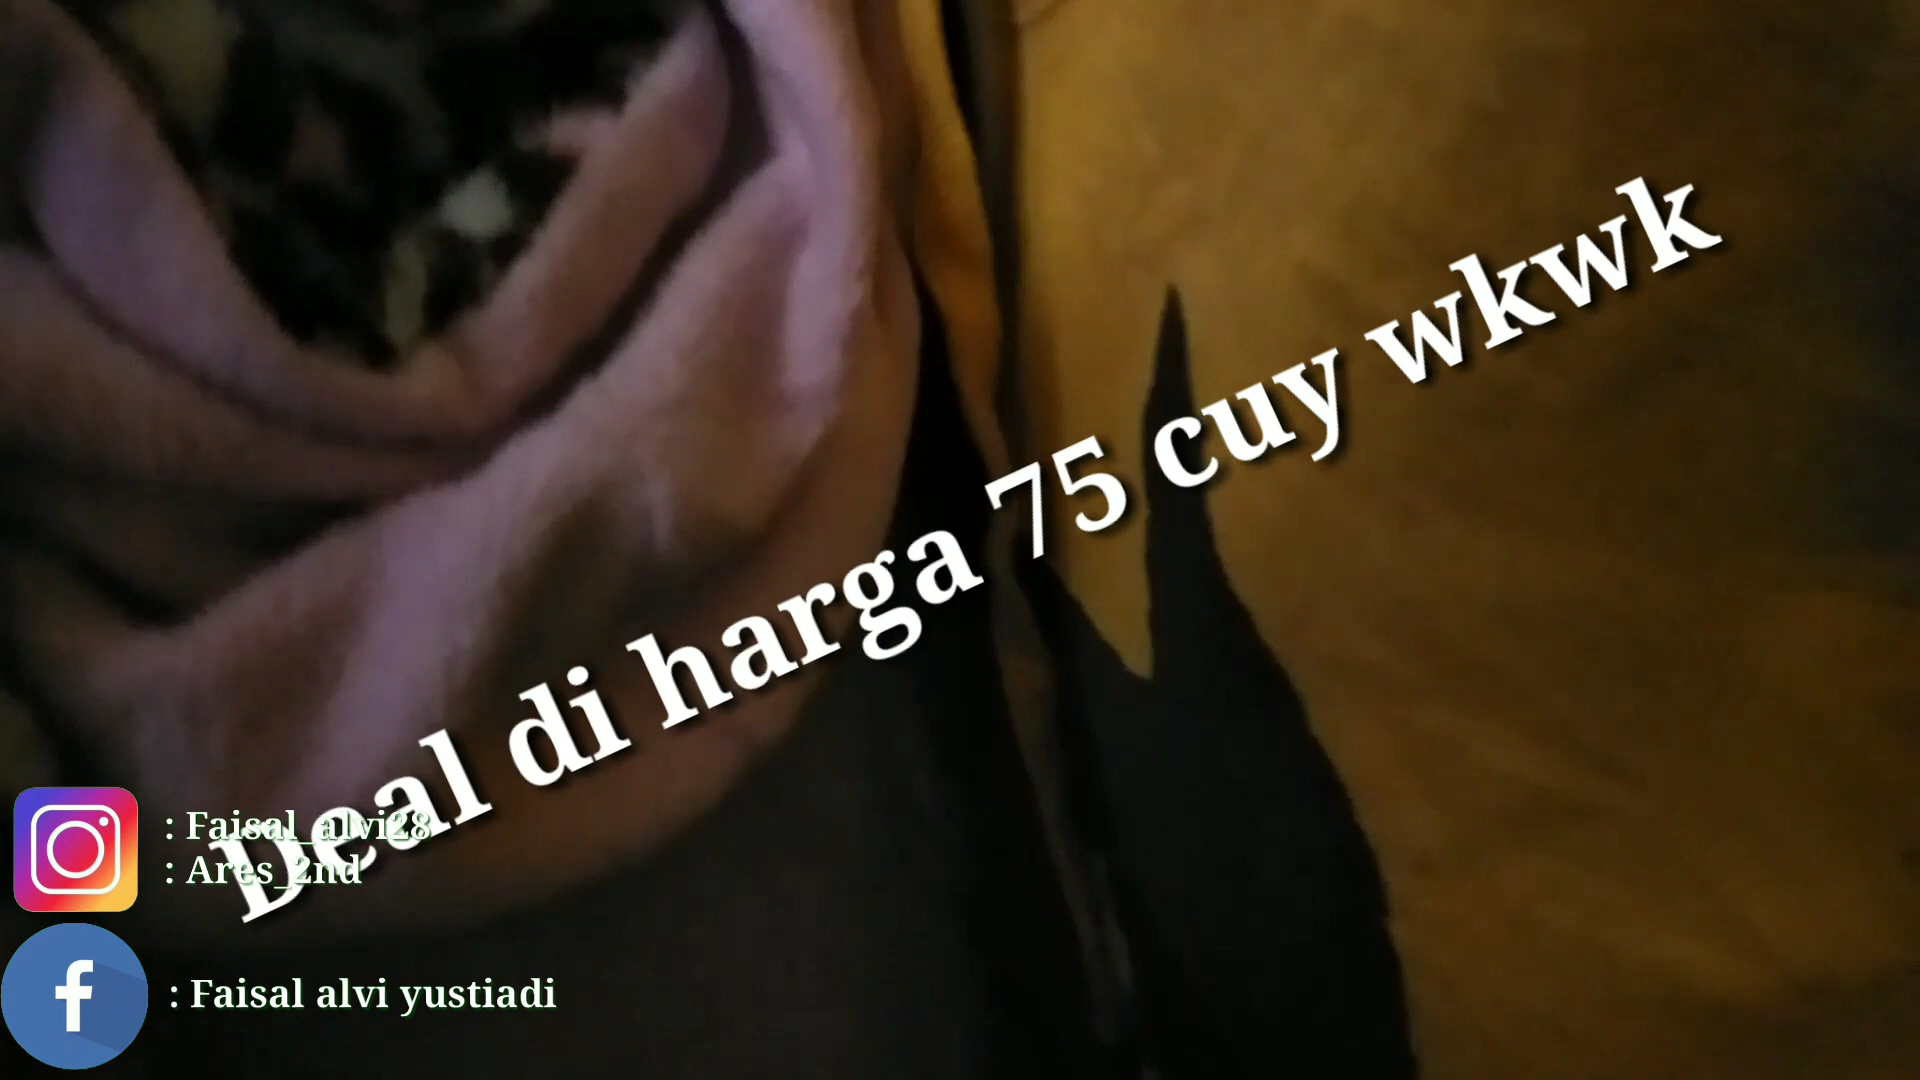 Deal di harga 75 cuy wkwk
: Faisal_alvi28
: Ares_2nd
: Faisal alvi yustiadi